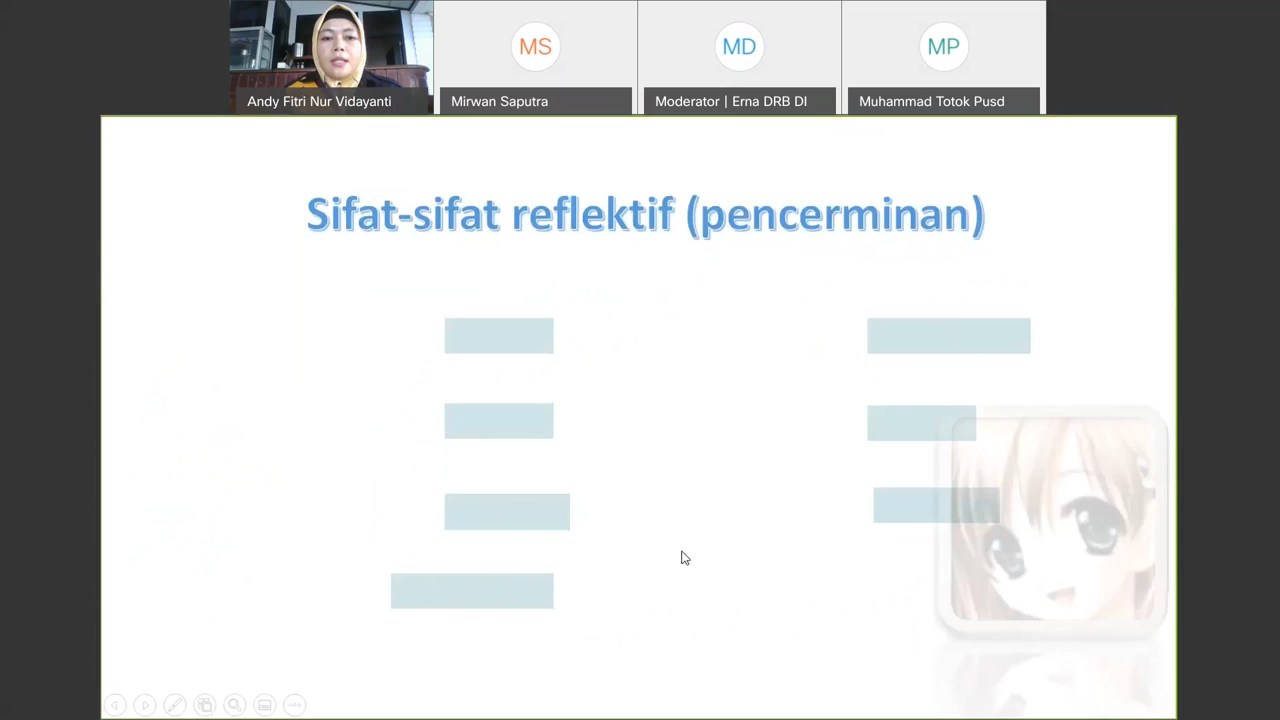 MS
MD
MP
Andy Fitri Nur Vidayanti
Mirwan Saputra
Moderator | Erna DRB DI
Muhammad Totok Pusd
Sifat-sifat reflektif (pencerminan)